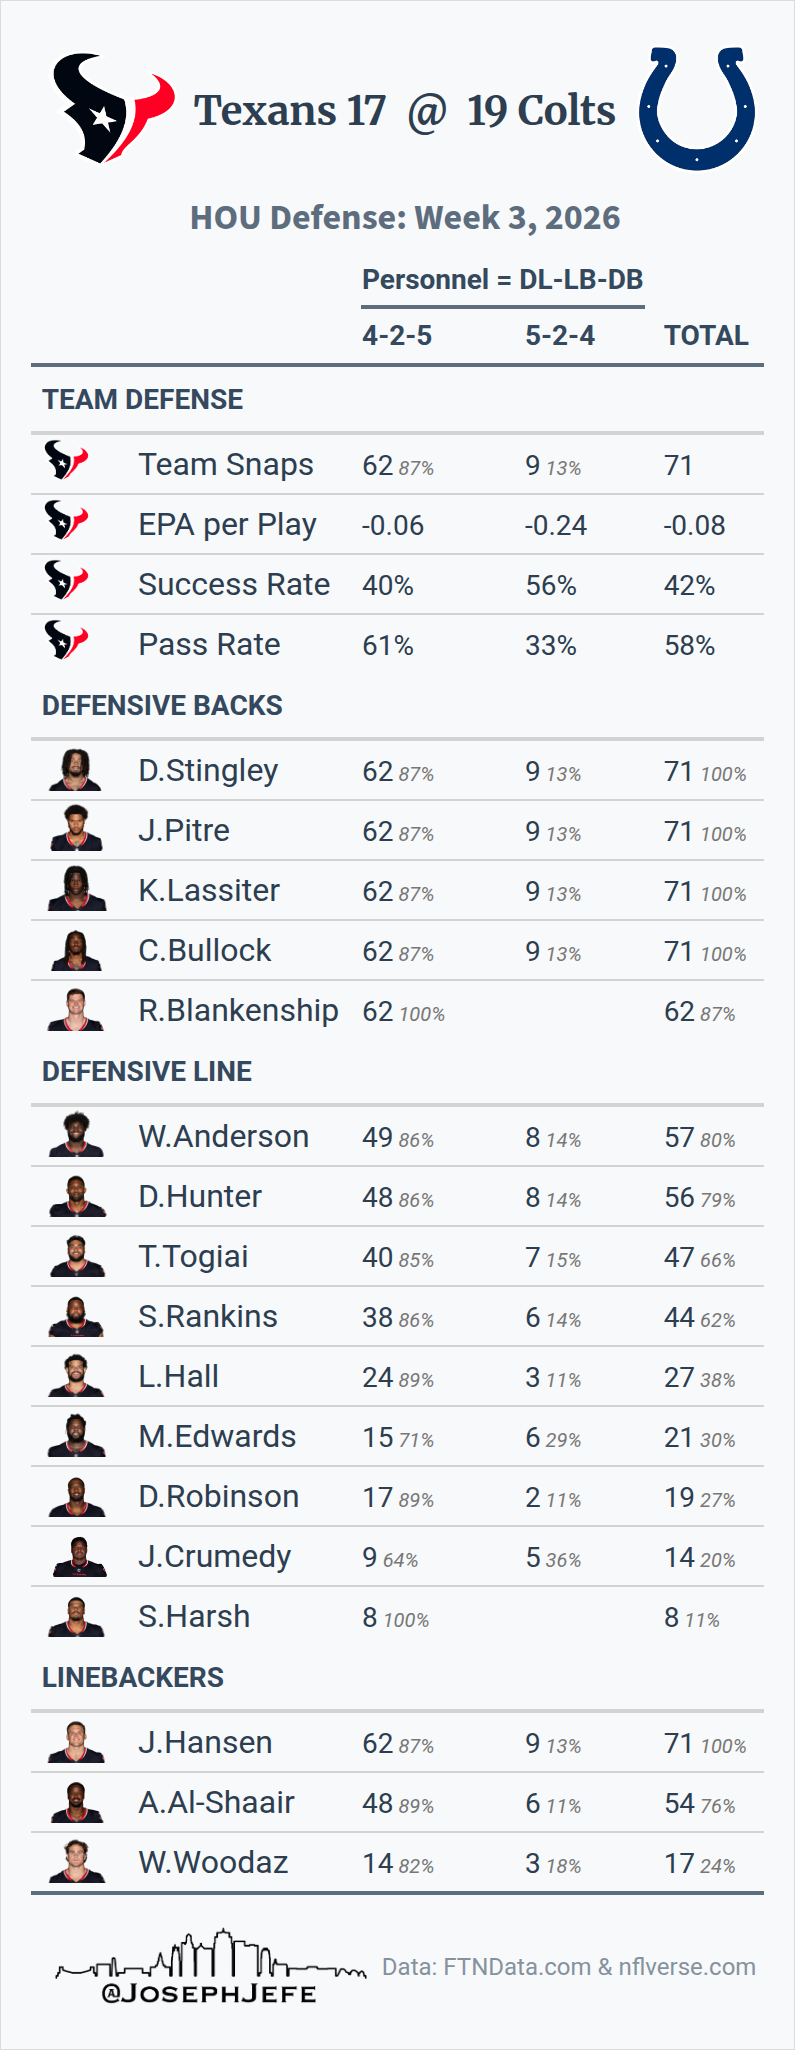 Texans 17 @ 19 Colts
HOU Defense: Week 3, 2026
Personnel = DL-LB-DB
4-2-5 5-2-4 TOTAL
TEAM DEFENSE
Team Snaps 62 87% 9 13% 71
EPA per Play -0.06 -0.24 -0.08
Success Rate 40% 56% 42%
Pass Rate 61% 33% 58%
DEFENSIVE BACKS
D.Stingley 62 87% 9 13% 71 100%
J.Pitre 62 87% 9 13% 71 100%
K.Lassiter 62 87% 9 13% 71 100%
C.Bullock 62 87% 9 13% 71 100%
R.Blankenship 62 100% 62 87%
DEFENSIVE LINE
W.Anderson 49 86% 8 14% 57 80%
D.Hunter 48 86% 8 14% 56 79%
T.Togiai 40 85% 7 15% 47 66%
S.Rankins 38 86% 6 14% 44 62%
L.Hall 24 89% 3 11% 27 38%
M.Edwards 15 71% 6 29% 21 30%
D.Robinson 17 89% 2 11% 19 27%
J.Crumedy 9 64% 5 36% 14 20%
S.Harsh 8 100% 8 11%
LINEBACKERS
J.Hansen 62 87% 9 13% 71 100%
A.Al-Shaair 48 89% 6 11% 54 76%
W.Woodaz 14 82% 3 18% 17 24%
Data: FTNData.com & nflverse.com
@JOSEPHJEFE